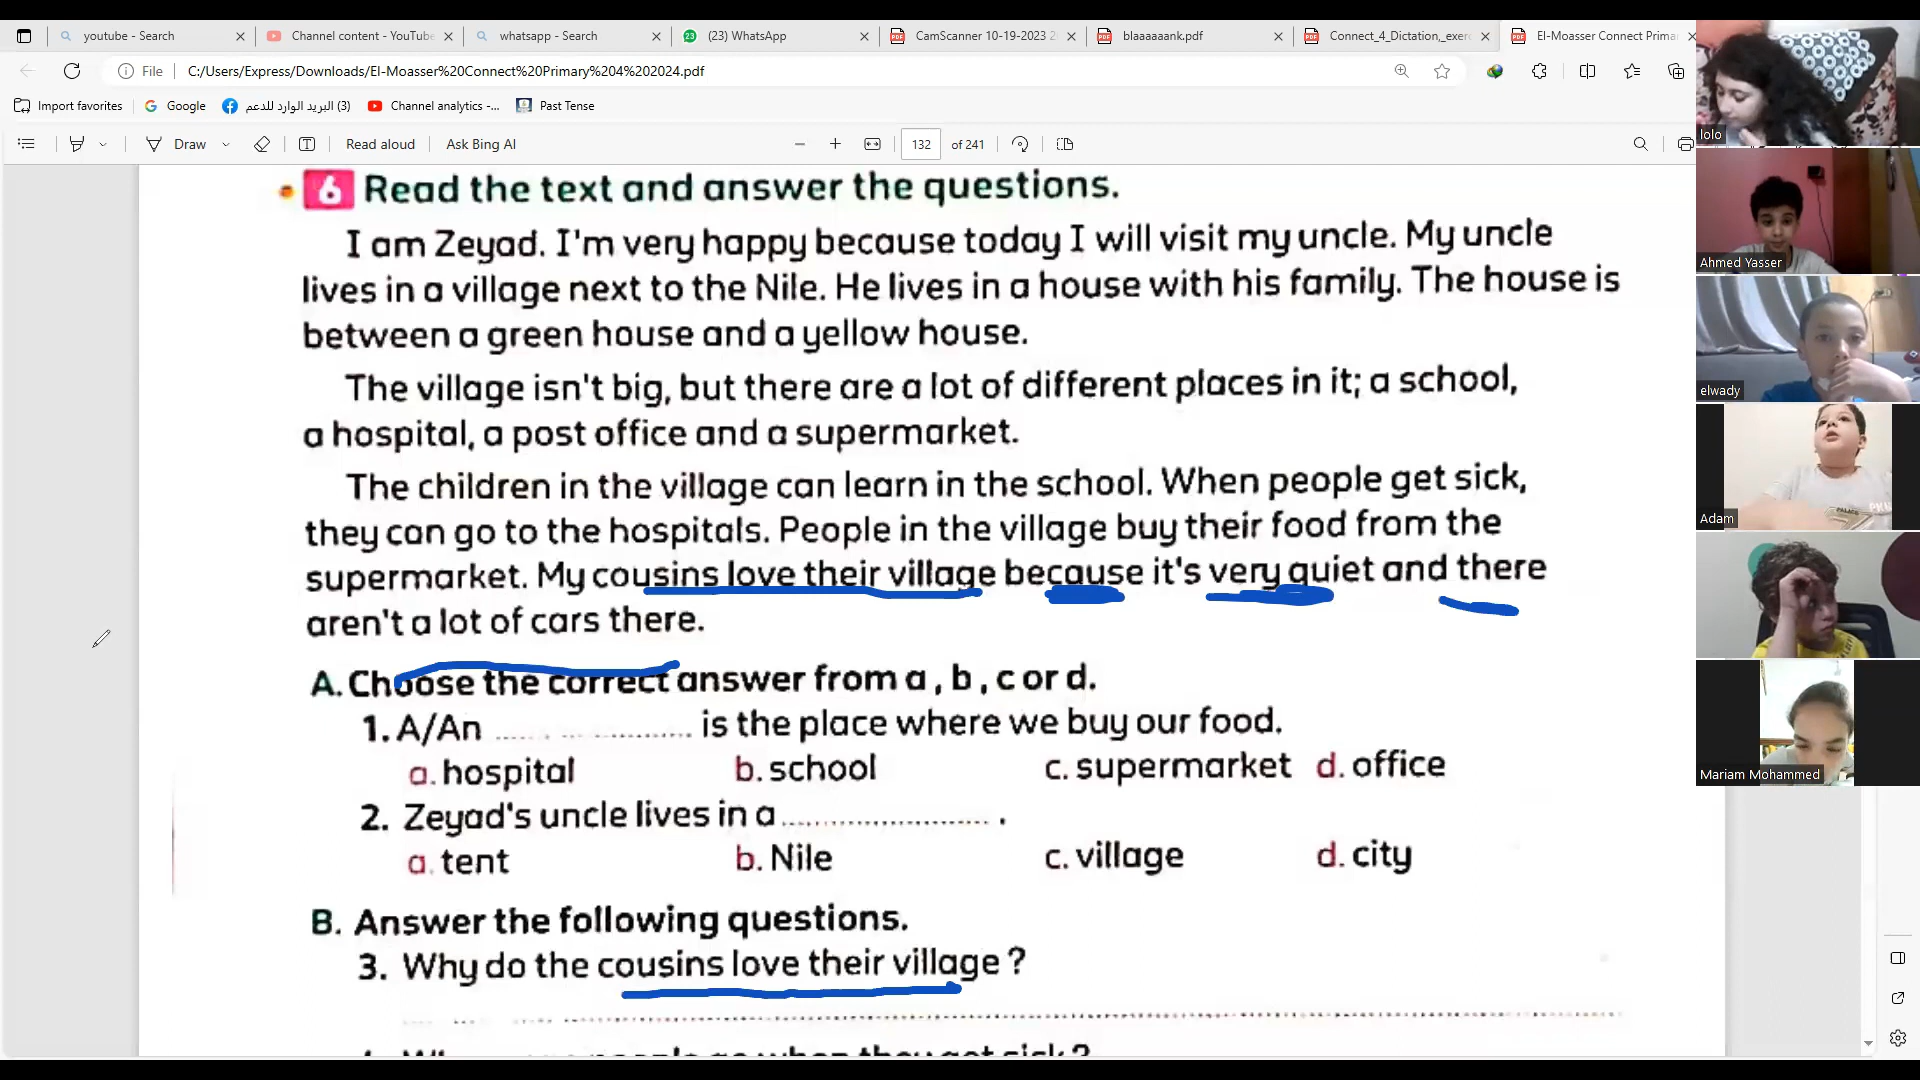 youtube - Search
Channel content - YouTube
whatsapp - Search
(23) WhatsApp
CamScanner 10-19-2023 2
blaaaaaank.pdf
Connect_4_Dictation,_exer
El-Moasser Connect Prima
File
C:/Users/Express/Downloads/El-Moasser%20Connect%20Primary%204%202024.pdf
Import favorites
Google
(3) البريد الوارد للدعم
Channel analytics -...
Past Tense
Draw
Read aloud
Ask Bing AI
132
of 241
6 Read the text and answer the questions.
I am Zeyad. I'm very happy because today I will visit my uncle. My uncle
lives in a village next to the Nile. He lives in a house with his family. The house is
between a green house and a yellow house.
The village isn't big, but there are a lot of different places in it; a school,
a hospital, a post office and a supermarket.
The children in the village can learn in the school. When people get sick,
they can go to the hospitals. People in the village buy their food from the
supermarket. My cousins love their village because it's very quiet and there
aren't a lot of cars there.
A. Choose the correct answer from a , b , c or d.
1. A/An .................... is the place where we buy our food.
a. hospital b. school c. supermarket d. office
2. Zeyad's uncle lives in a .................... .
a. tent b. Nile c. village d. city
B. Answer the following questions.
3. Why do the cousins love their village ?
lolo
Ahmed Yasser
elwady
Adam
Mariam Mohammed